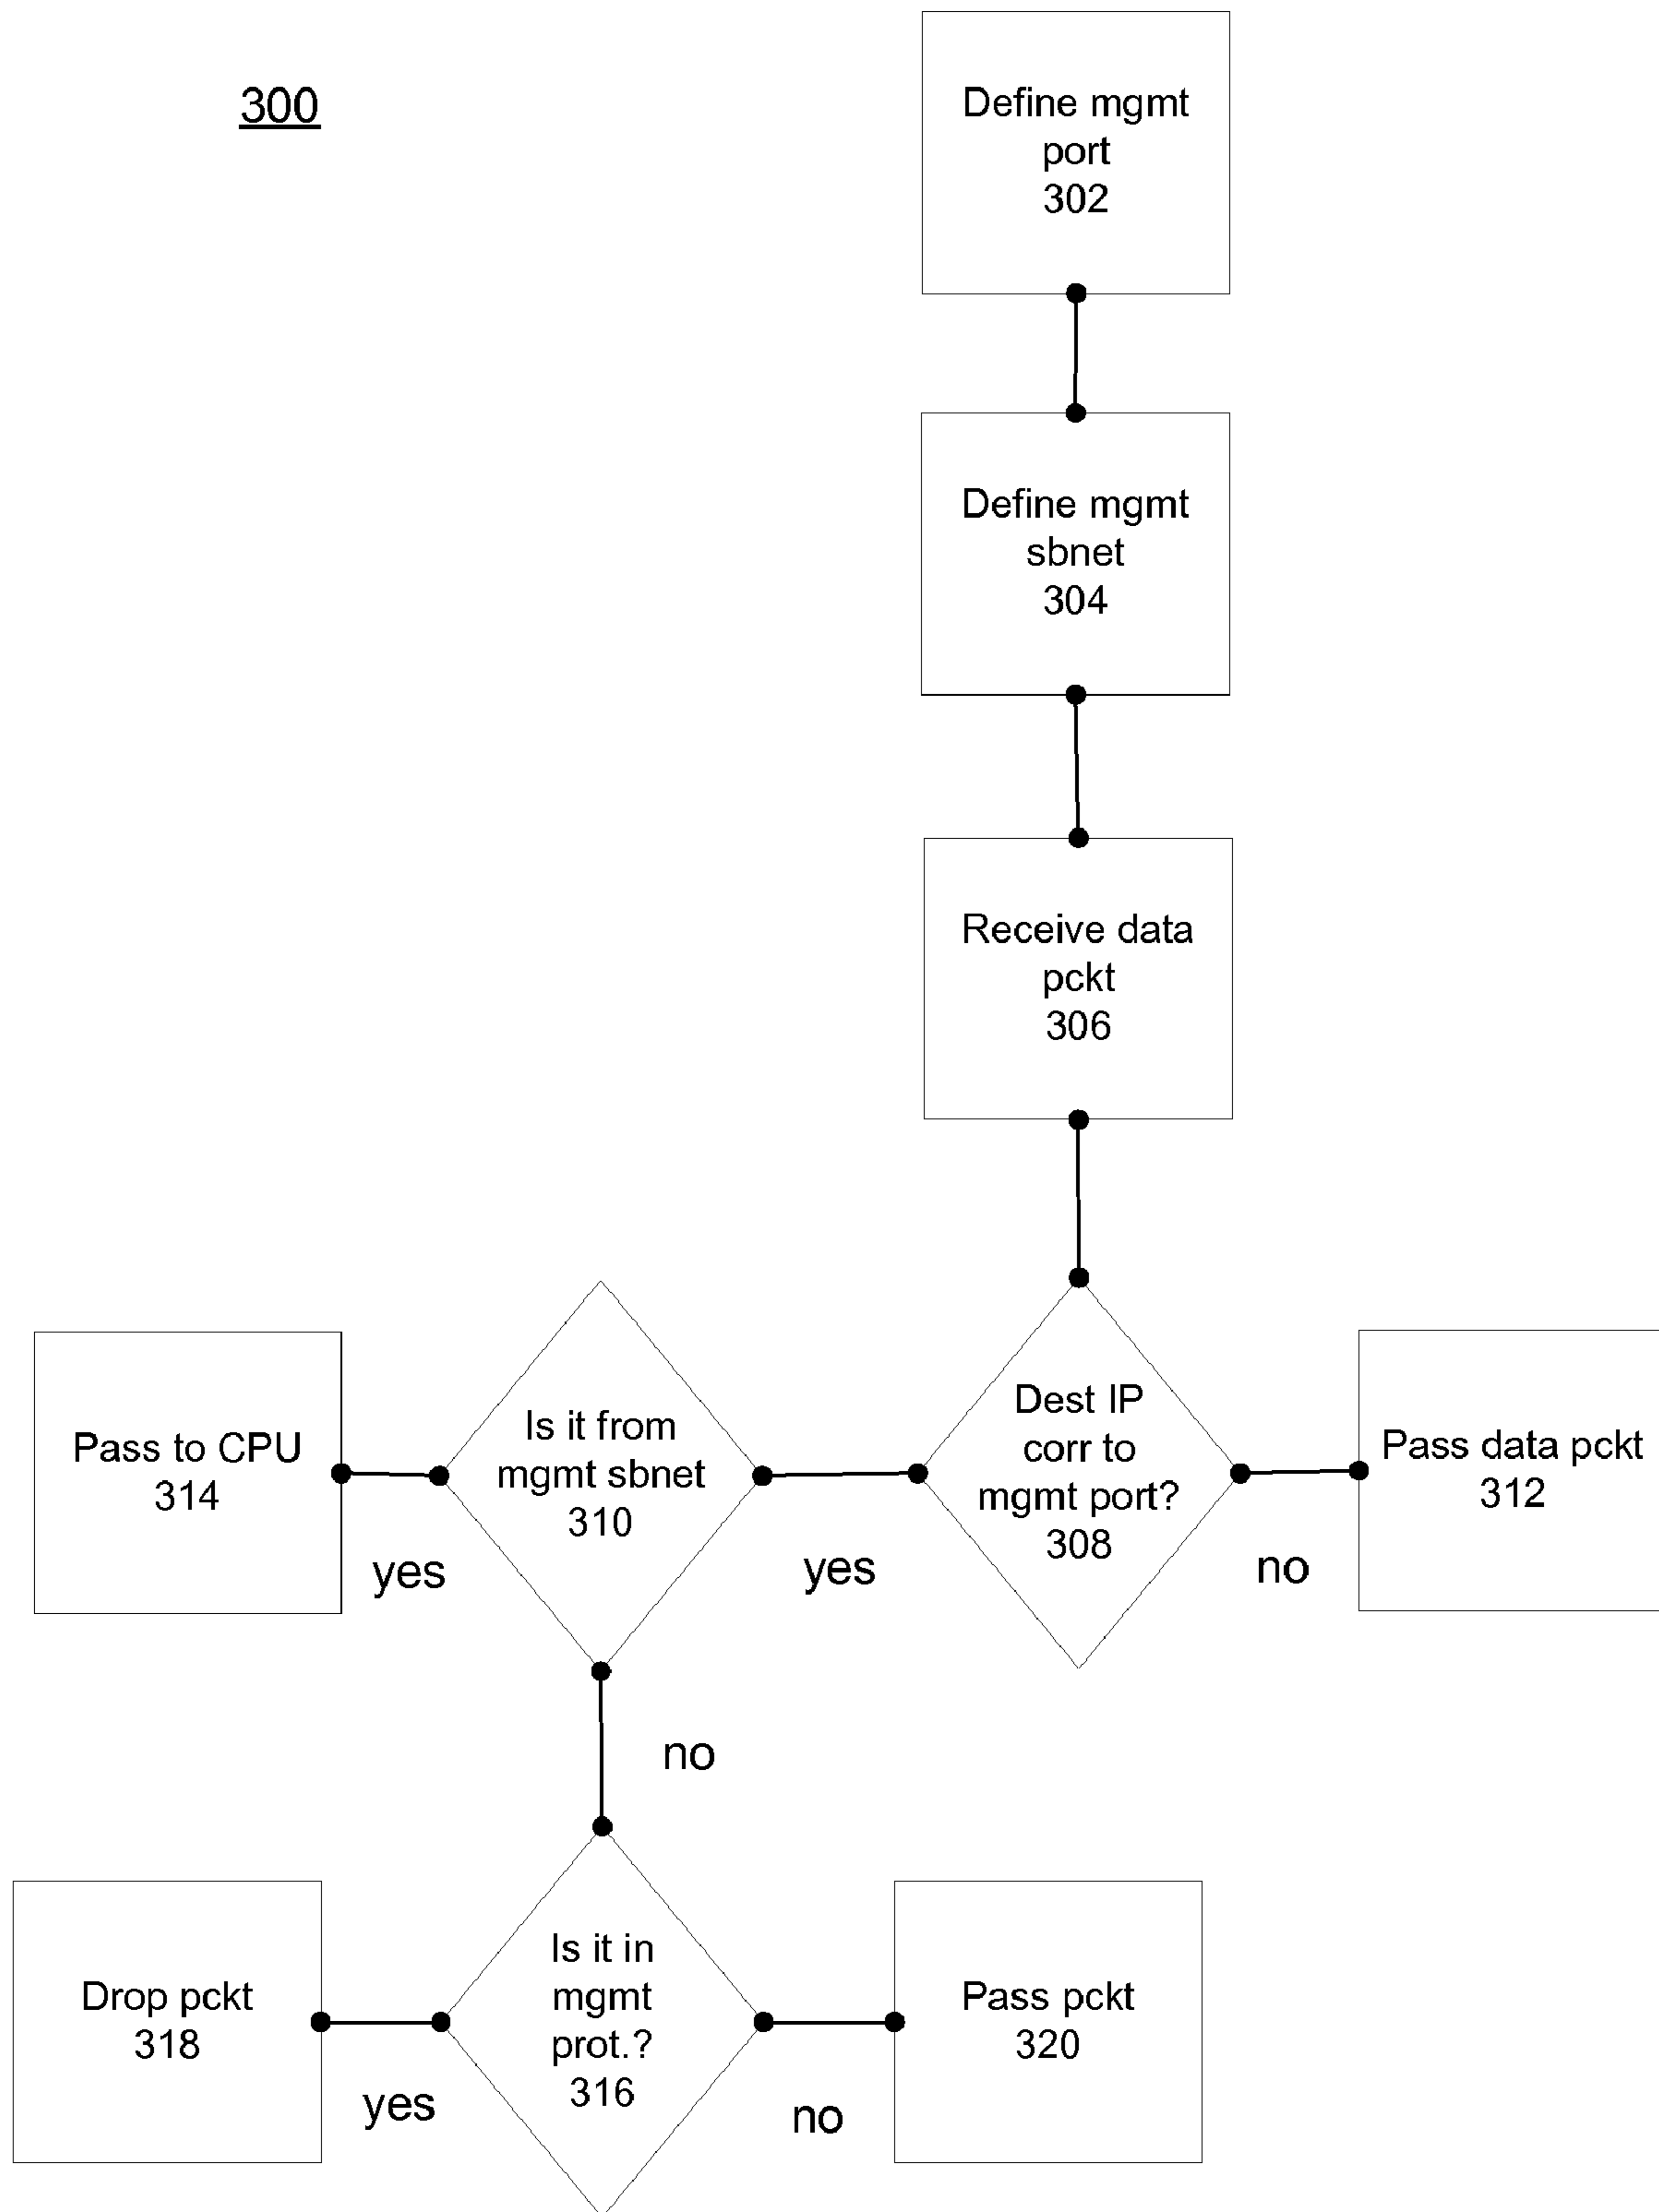 300
Define mgmt
port
302
Define mgmt
sbnet
304
Receive data
pckt
306
Dest IP
corr to
mgmt port?
308
no
Pass data pckt
312
yes
Is it from
mgmt sbnet
310
yes
Pass to CPU
314
no
Is it in
mgmt
prot.?
316
yes
Drop pckt
318
no
Pass pckt
320